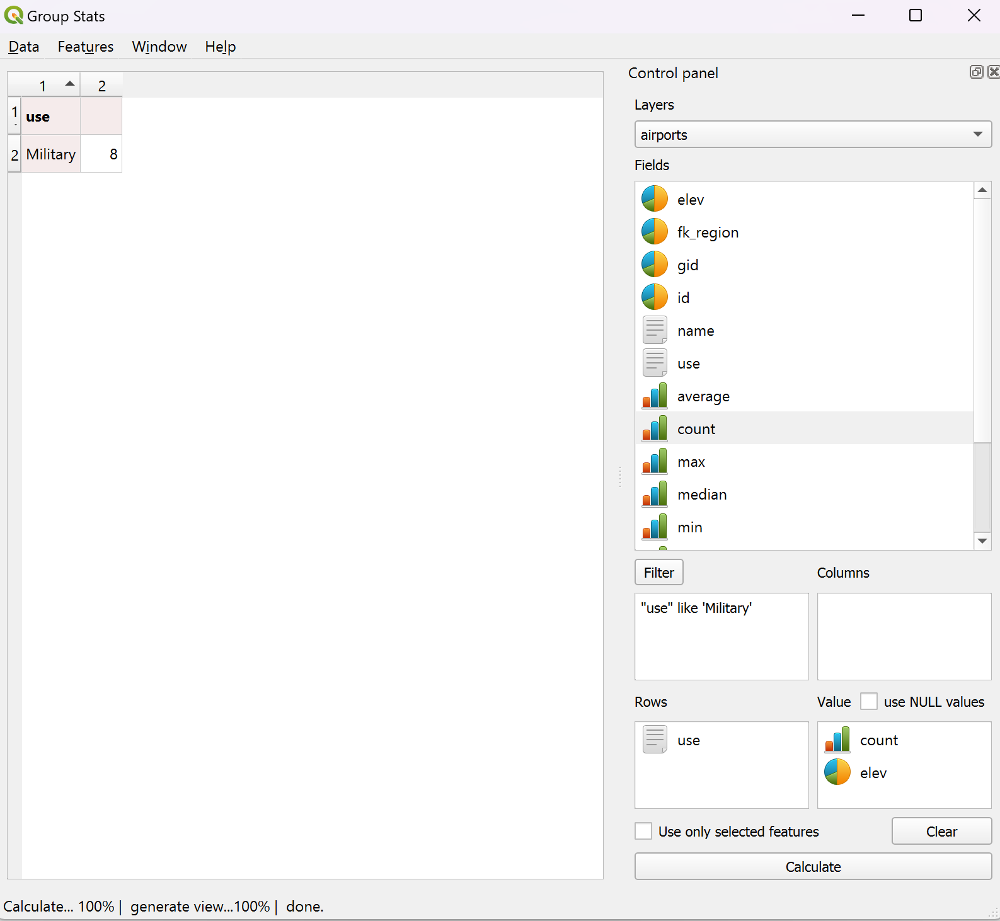 Group Stats
Data Features Window Help
1 2
1 use
2 Military 8
Control panel
Layers
airports
Fields
elev
fk_region
gid
id
name
use
average
count
max
median
min
Filter Columns
"use" like 'Military'
Rows Value use NULL values
use count
elev
Use only selected features Clear
Calculate
Calculate... 100% | generate view...100% | done.